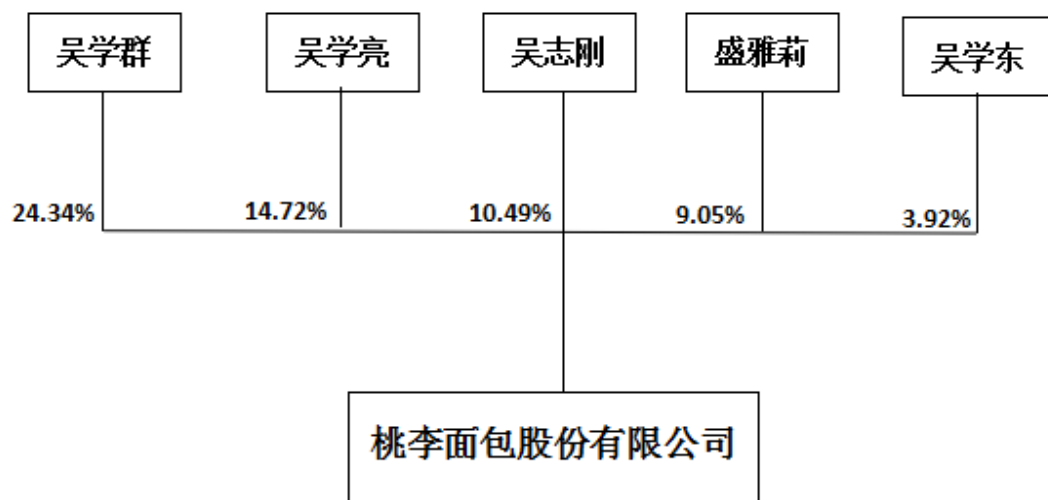 吴学群
吴学亮
吴志刚
盛雅莉
吴学东
24.34%
14.72%
10.49%
9.05%
3.92%
桃李面包股份有限公司